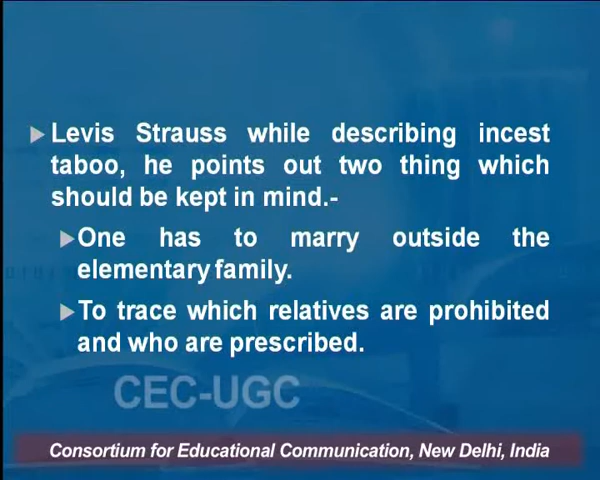 Levis Strauss while describing incest
taboo, he points out two thing which
should be kept in mind.-
One has to marry outside the
elementary family.
To trace which relatives are prohibited
and who are prescribed.
CEC-UGC
Consortium for Educational Communication, New Delhi, India